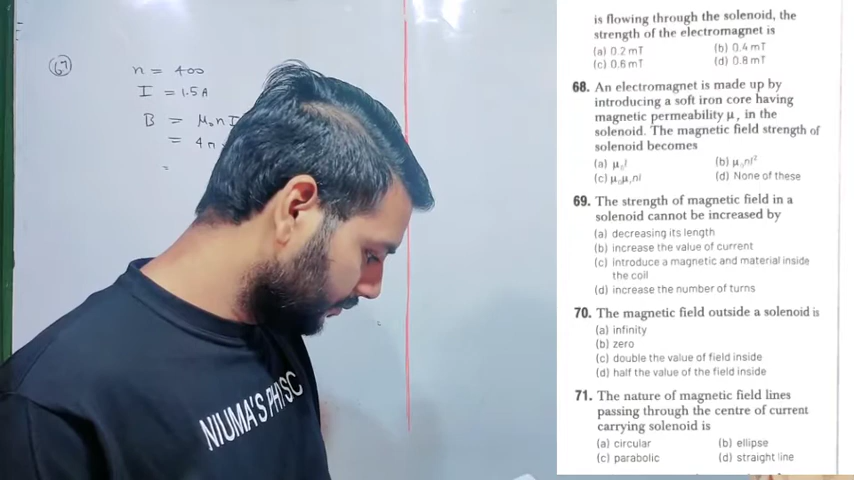 67
n = 400
I = 1.5A
B = μ₀nI
= 4
NIUMA'S PHYSC
is flowing through the solenoid, the
strength of the electromagnet is
(a) 0.2 mT (b) 0.4 mT
(c) 0.6 mT (d) 0.8 mT
68. An electromagnet is made up by
introducing a soft iron core having
magnetic permeability μr in the
solenoid. The magnetic field strength of
solenoid becomes
(a) μ₀I (b) μ₀nI²
(c) μ₀μrnI (d) None of these
69. The strength of magnetic field in a
solenoid cannot be increased by
(a) decreasing its length
(b) increase the value of current
(c) introduce a magnetic and material inside
the coil
(d) increase the number of turns
70. The magnetic field outside a solenoid is
(a) infinity
(b) zero
(c) double the value of field inside
(d) half the value of the field inside
71. The nature of magnetic field lines
passing through the centre of current
carrying solenoid is
(a) circular (b) ellipse
(c) parabolic (d) straight line